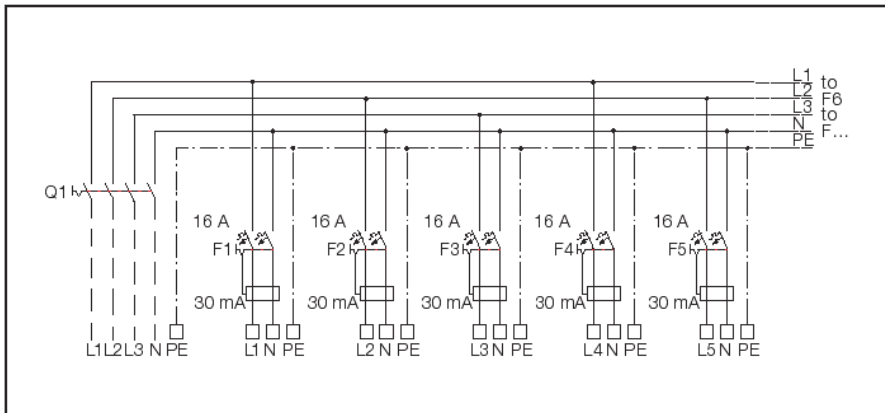 L1 to
L2 F6
L3 to
N F...
PE
Q1
16 A 16 A 16 A 16 A 16 A
F1 F2 F3 F4 F5
30 mA 30 mA 30 mA 30 mA 30 mA
L1 L2 L3 N PE L1 N PE L2 N PE L3 N PE L4 N PE L5 N PE